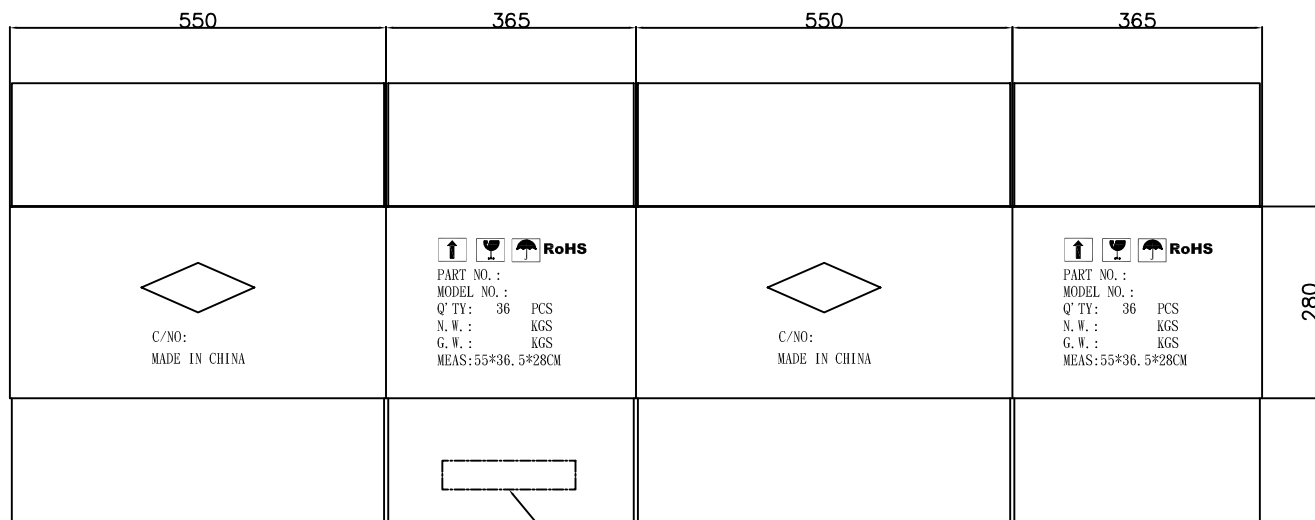 550 365 550 365
RoHS
PART NO.:
MODEL NO.:
Q'TY: 36 PCS
N.W.: KGS
G.W.: KGS
MEAS:55*36.5*28CM
C/NO:
MADE IN CHINA
RoHS
PART NO.:
MODEL NO.:
Q'TY: 36 PCS
N.W.: KGS
G.W.: KGS
MEAS:55*36.5*28CM
C/NO:
MADE IN CHINA
280